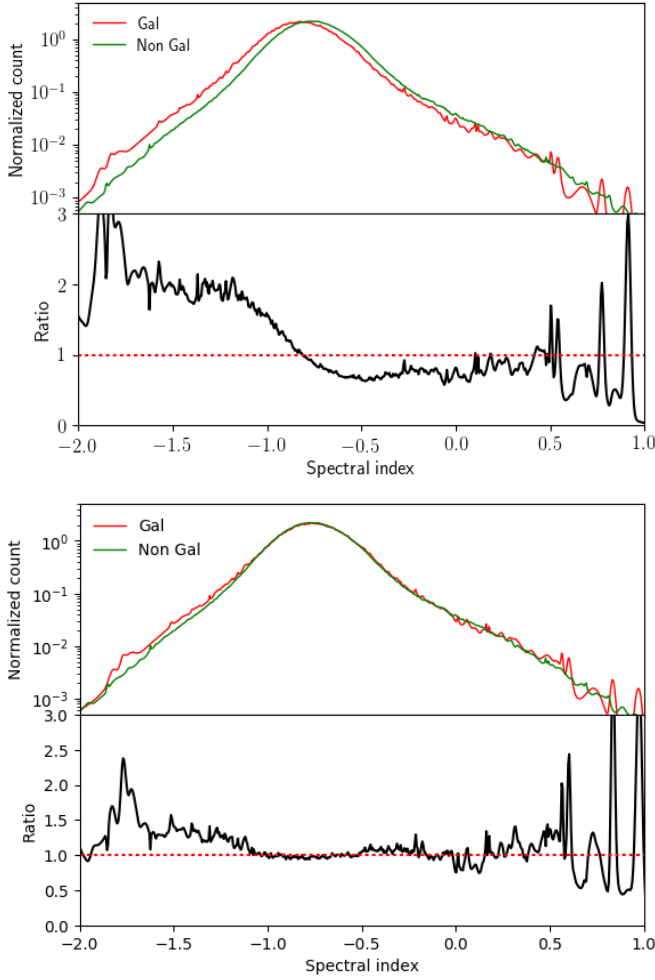 Gal
Non Gal
Normalized count
10⁰
10⁻¹
10⁻²
10⁻³
Ratio
3
2
1
0
−2.0 −1.5 −1.0 −0.5 0.0 0.5 1.0
Spectral index
Gal
Non Gal
Normalized count
10⁰
10⁻¹
10⁻²
10⁻³
Ratio
3.0
2.5
2.0
1.5
1.0
0.5
0.0
−2.0 −1.5 −1.0 −0.5 0.0 0.5 1.0
Spectral index